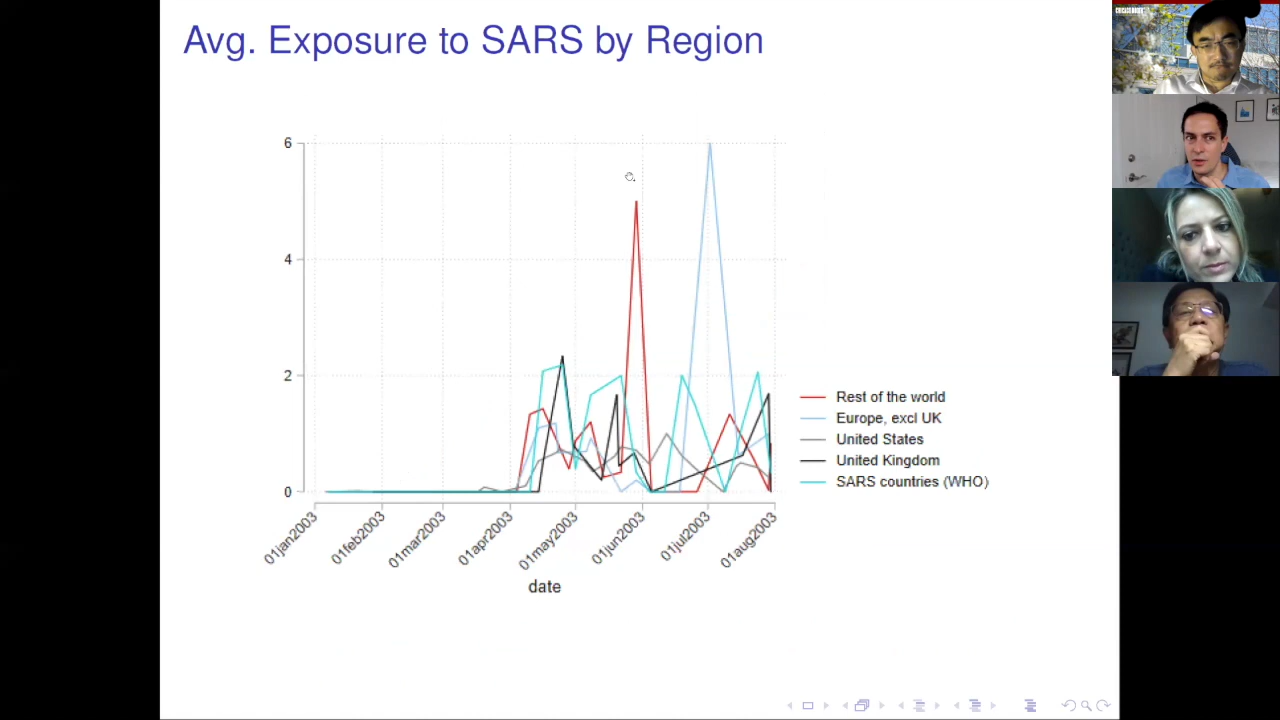 Avg. Exposure to SARS by Region
6
4
2
0
01jan2003
01feb2003
01mar2003
01apr2003
01may2003
01jun2003
01jul2003
01aug2003
date
Rest of the world
Europe, excl UK
United States
United Kingdom
SARS countries (WHO)